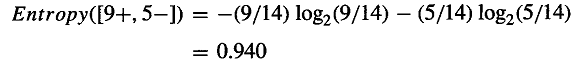 Entropy([9+, 5−]) = −(9/14) log₂(9/14) − (5/14) log₂(5/14)
= 0.940